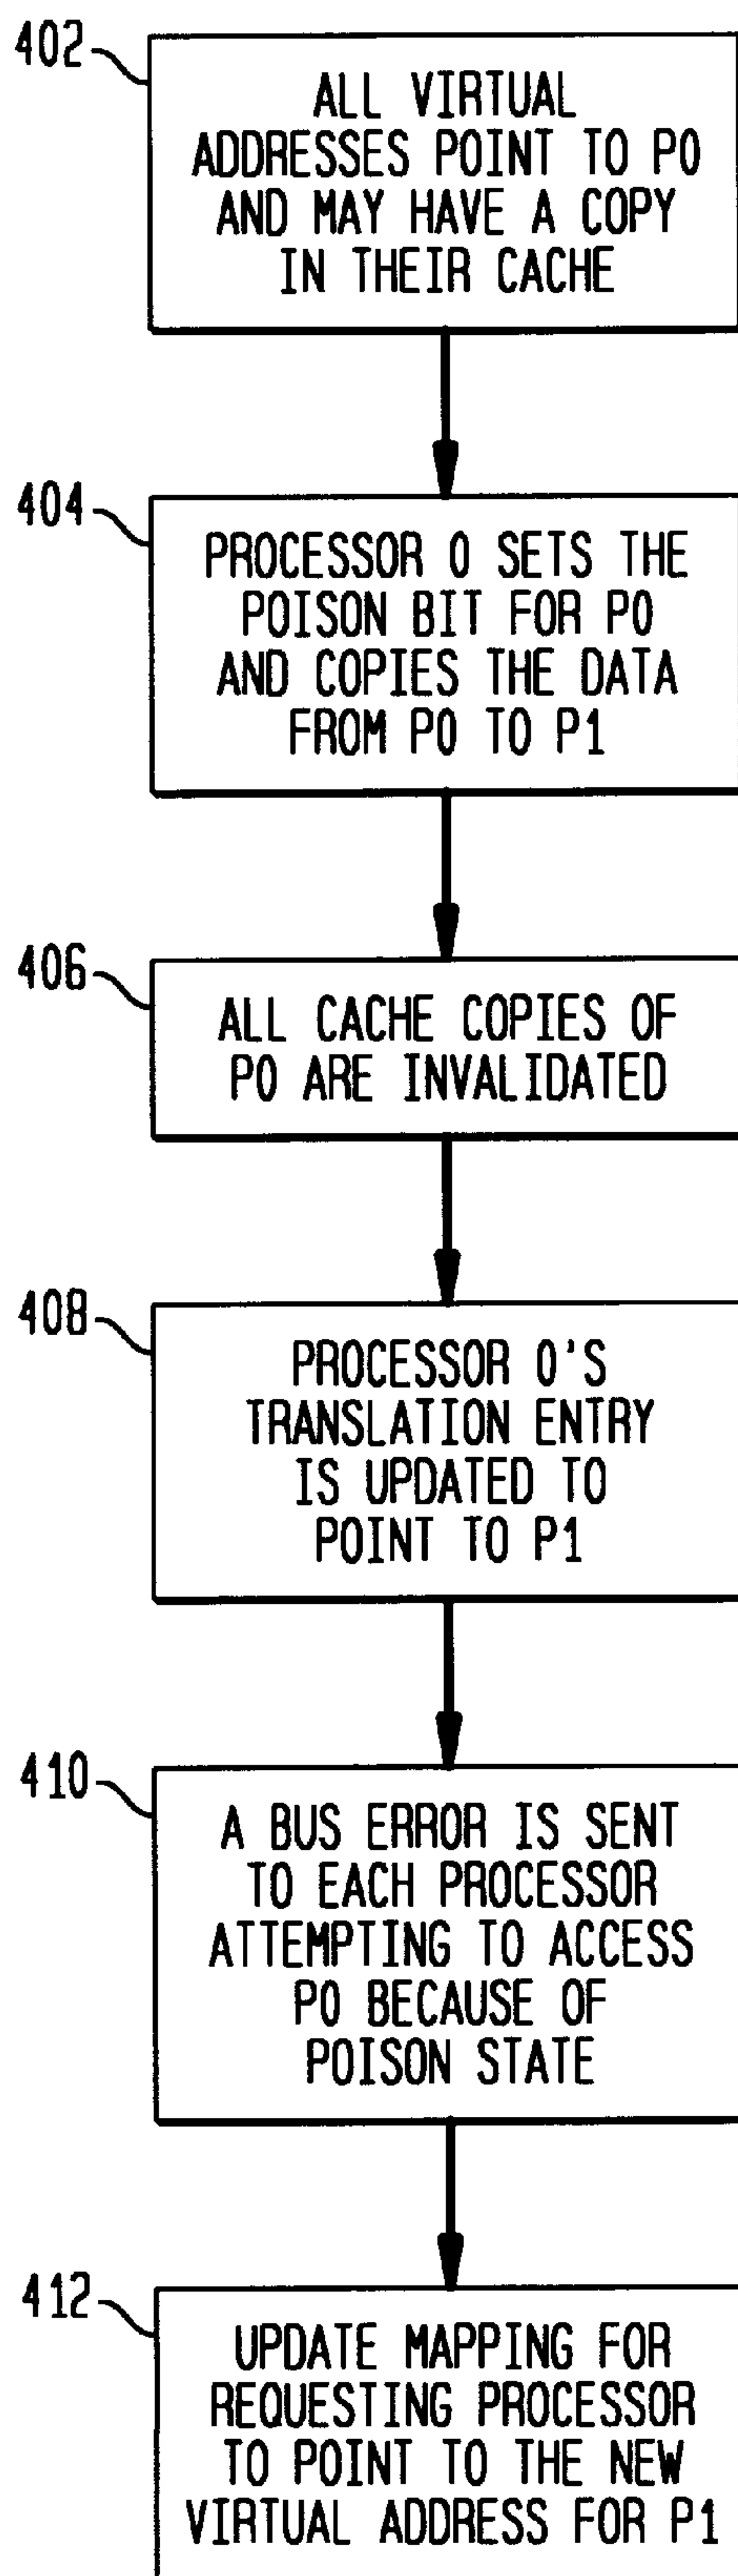 402
ALL VIRTUAL
ADDRESSES POINT TO P0
AND MAY HAVE A COPY
IN THEIR CACHE
404
PROCESSOR 0 SETS THE
POISON BIT FOR P0
AND COPIES THE DATA
FROM P0 TO P1
406
ALL CACHE COPIES OF
P0 ARE INVALIDATED
408
PROCESSOR 0'S
TRANSLATION ENTRY
IS UPDATED TO
POINT TO P1
410
A BUS ERROR IS SENT
TO EACH PROCESSOR
ATTEMPTING TO ACCESS
P0 BECAUSE OF
POISON STATE
412
UPDATE MAPPING FOR
REQUESTING PROCESSOR
TO POINT TO THE NEW
VIRTUAL ADDRESS FOR P1